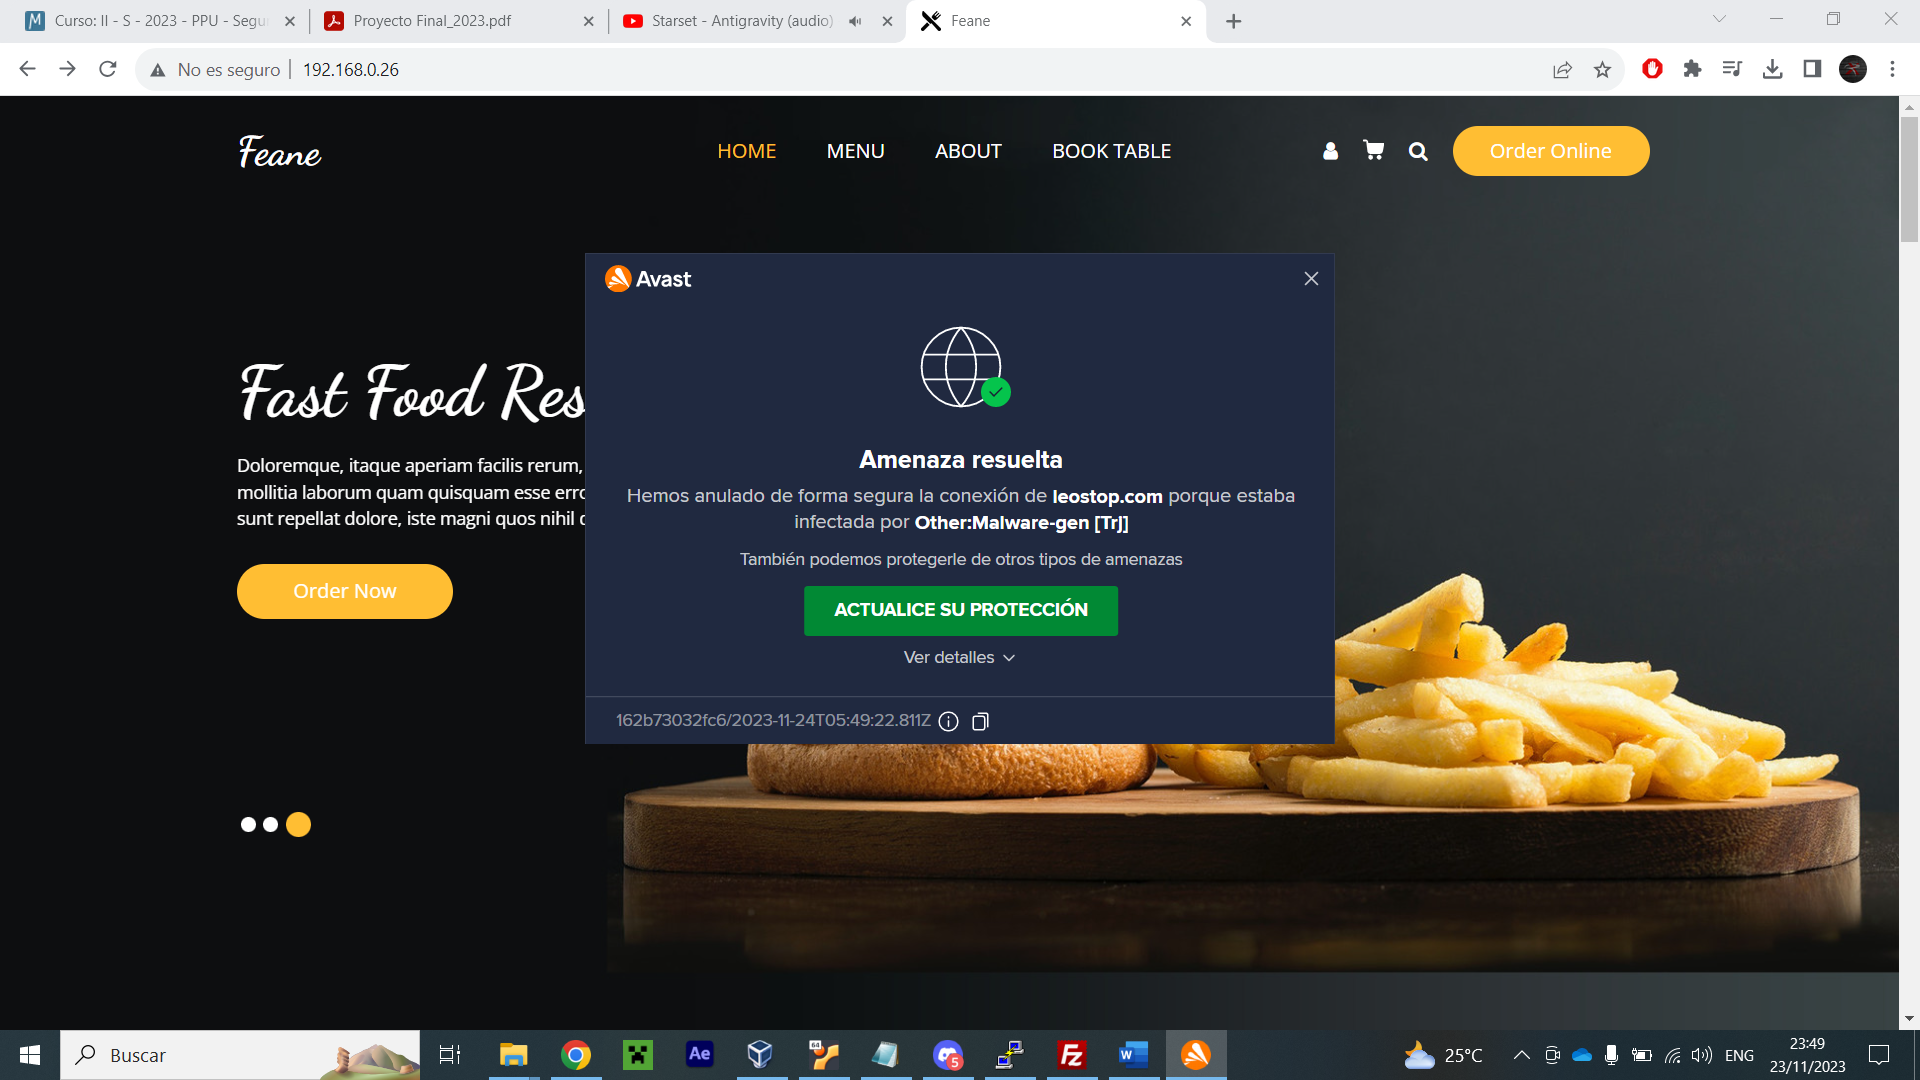 Curso: II - S - 2023 - PPU - Segu
Proyecto Final_2023.pdf
Starset - Antigravity (audio)
Feane
No es seguro
192.168.0.26
Feane
HOME
MENU
ABOUT
BOOK TABLE
Order Online
Avast
Fast Food Res
Amenaza resuelta
Doloremque, itaque aperiam facilis rerum,
mollitia laborum quam quisquam esse erro
sunt repellat dolore, iste magni quos nihil
Hemos anulado de forma segura la conexión de leostop.com porque estaba
infectada por Other:Malware-gen [Trj]
También podemos protegerle de otros tipos de amenazas
Order Now
ACTUALICE SU PROTECCIÓN
Ver detalles
162b73032fc6/2023-11-24T05:49:22.811Z
Buscar
Ae
64
5
Fz
W
25°C
ENG
23:49
23/11/2023